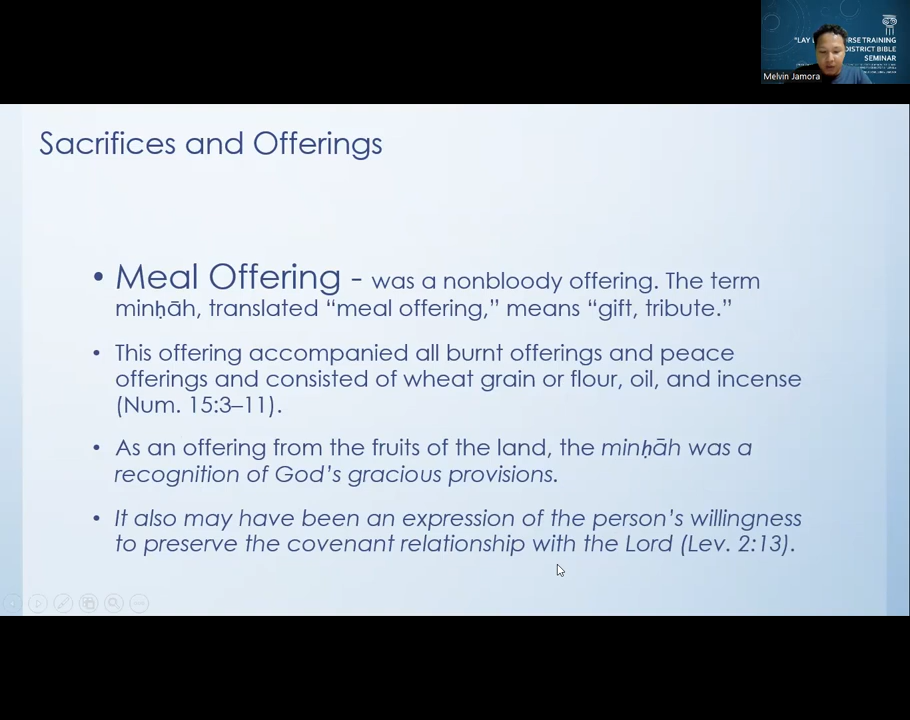 "LAY
RSE TRAINING
DISTRICT BIBLE
SEMINAR
Melvin Jamora
Sacrifices and Offerings
• Meal Offering - was a nonbloody offering. The term
minḥāh, translated “meal offering,” means “gift, tribute.”
• This offering accompanied all burnt offerings and peace
offerings and consisted of wheat grain or flour, oil, and incense
(Num. 15:3–11).
• As an offering from the fruits of the land, the minḥāh was a
recognition of God’s gracious provisions.
• It also may have been an expression of the person’s willingness
to preserve the covenant relationship with the Lord (Lev. 2:13).